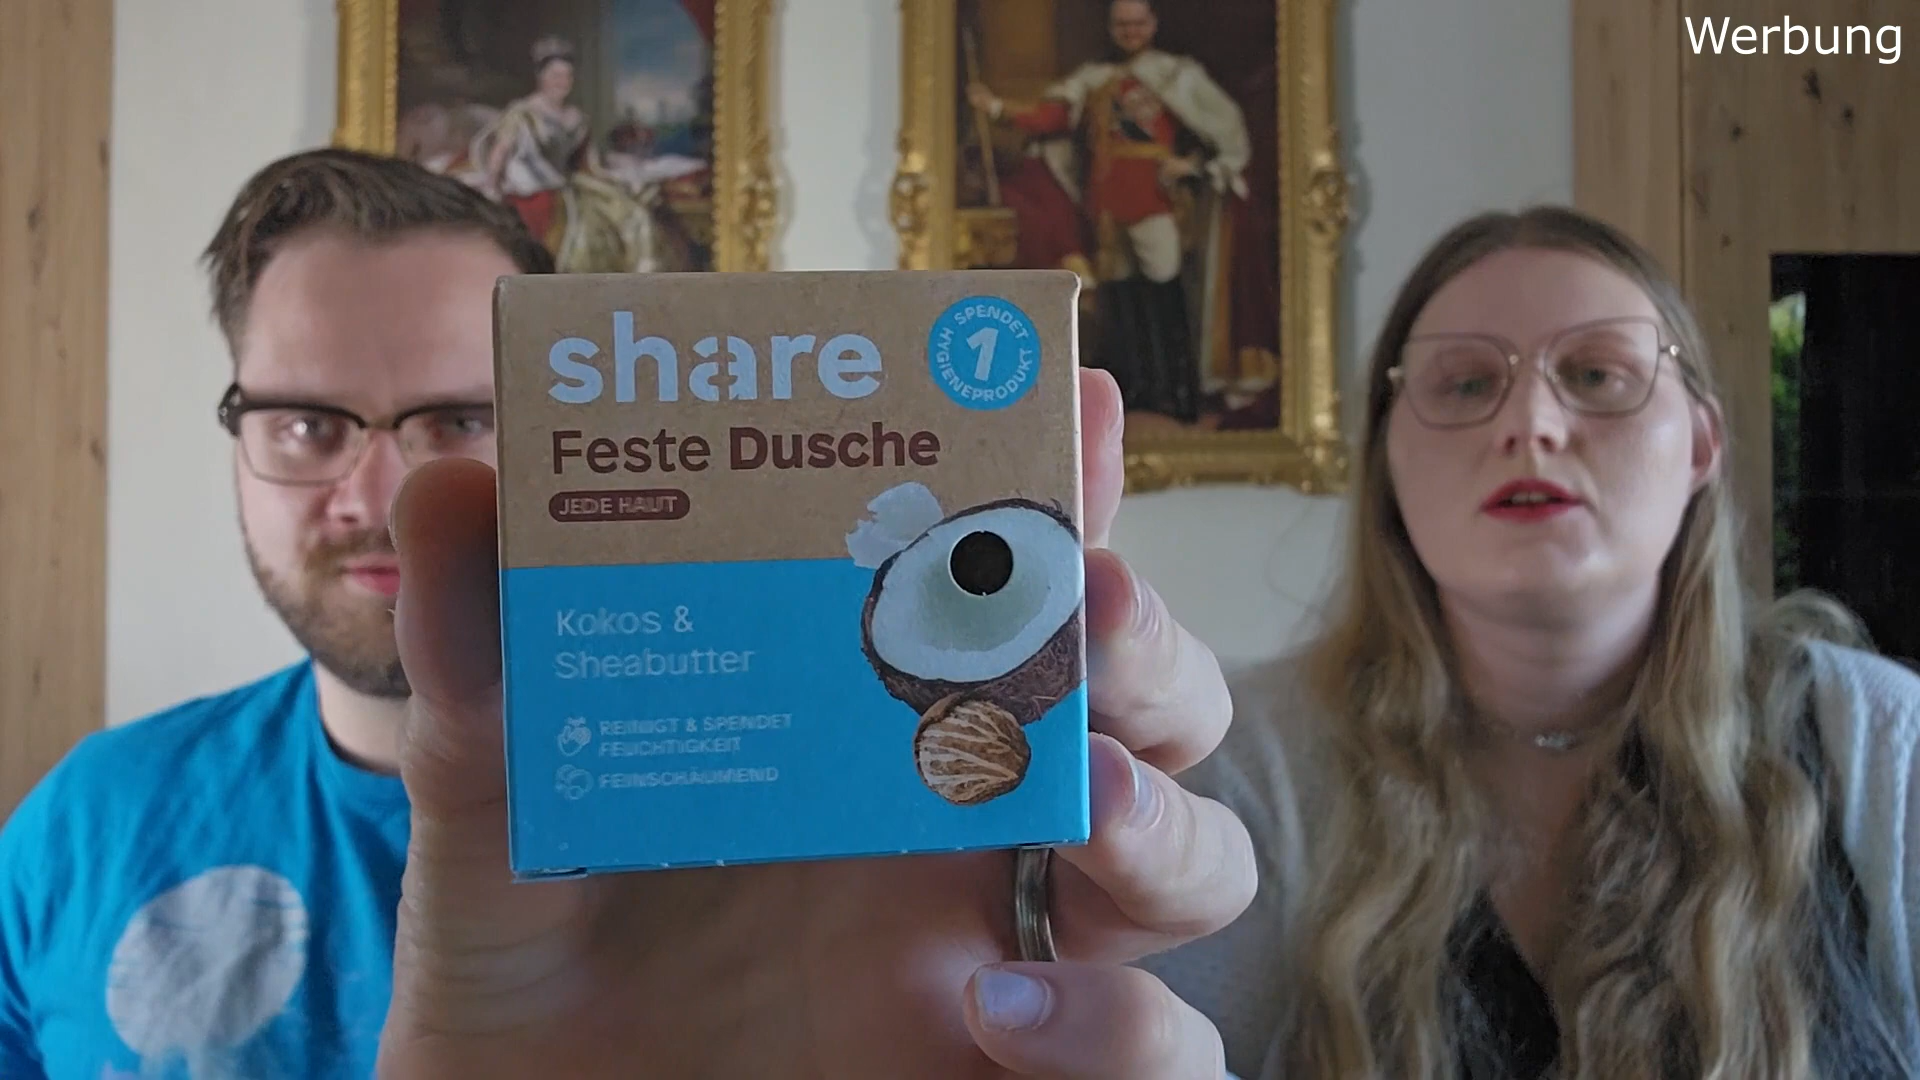 Werbung
share
SPENDET
1
HYGIENEPRODUKT
Feste Dusche
JEDE HAUT
Kokos &
Sheabutter
REINIGT & SPENDET
FEUCHTIGKEIT
FEINSCHÄUMEND